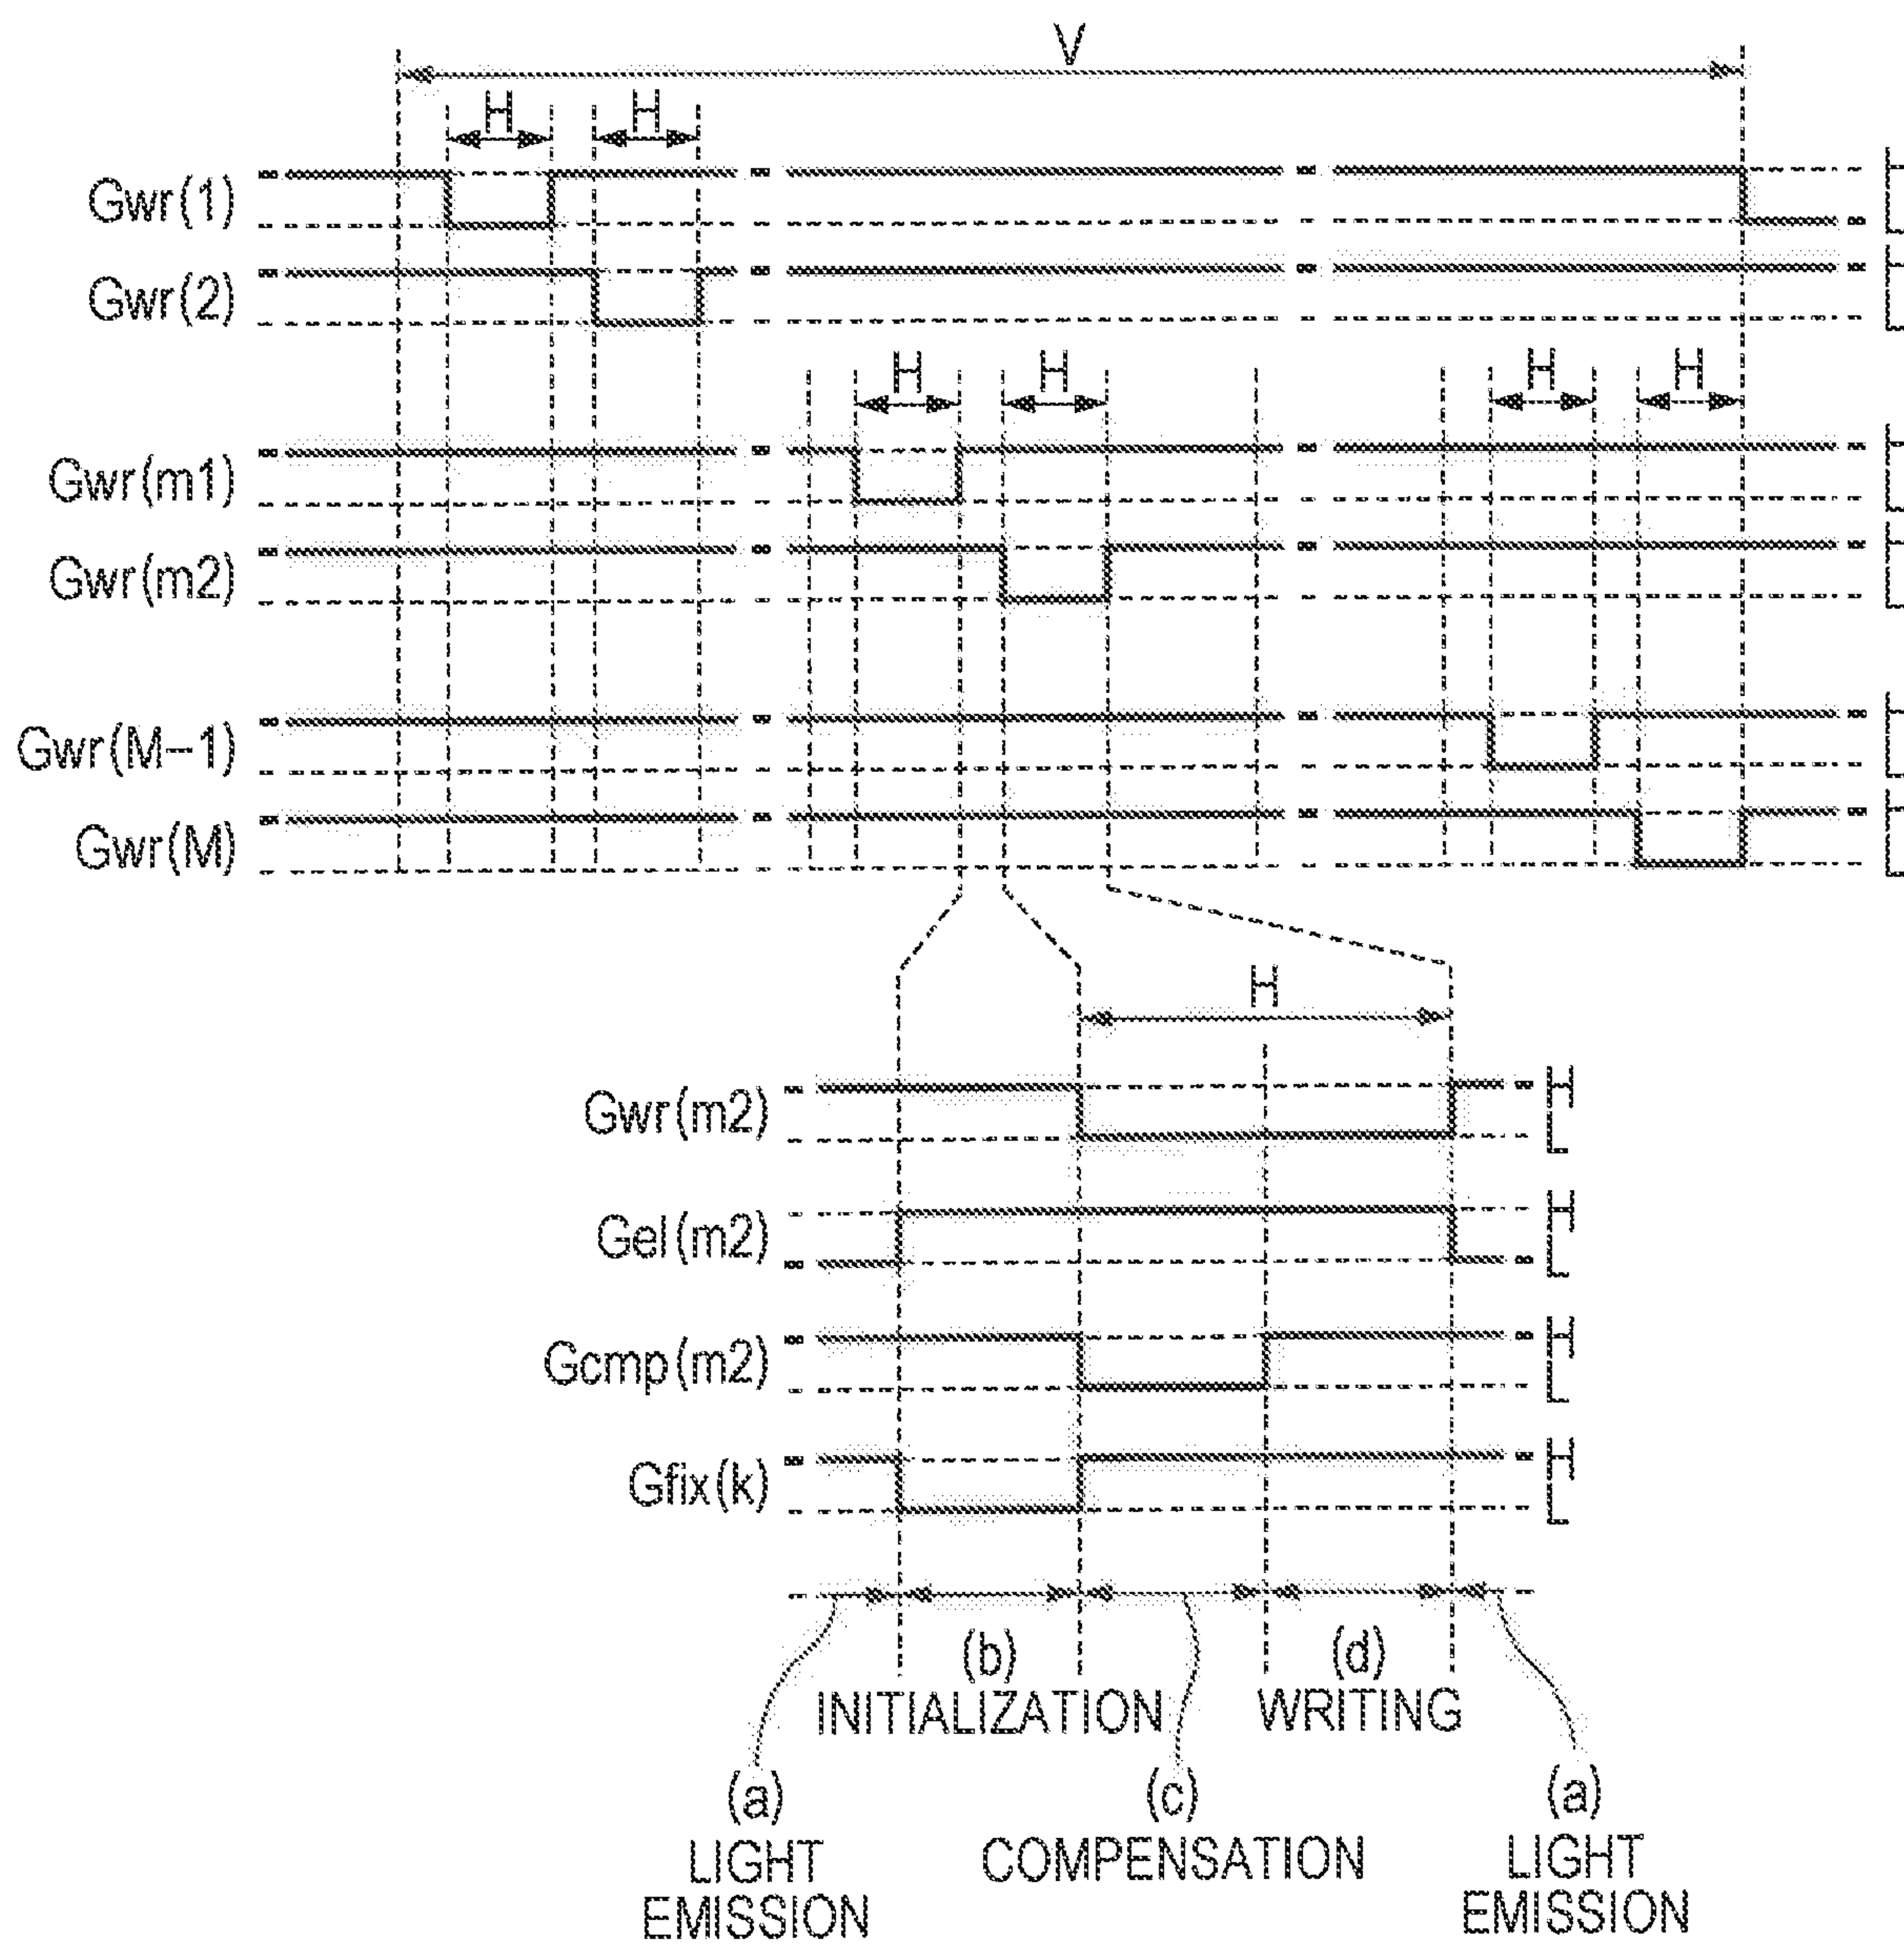 V
H H
Gwr(1)
Gwr(2)
H H H H
Gwr(m1)
Gwr(m2)
Gwr(M−1)
Gwr(M)
H
Gwr(m2) H L
Gel(m2) H L
Gcmp(m2) H L
Gfix(k) H L
(b) (d)
INITIALIZATION WRITING
(a) (c) (a)
LIGHT COMPENSATION LIGHT
EMISSION EMISSION